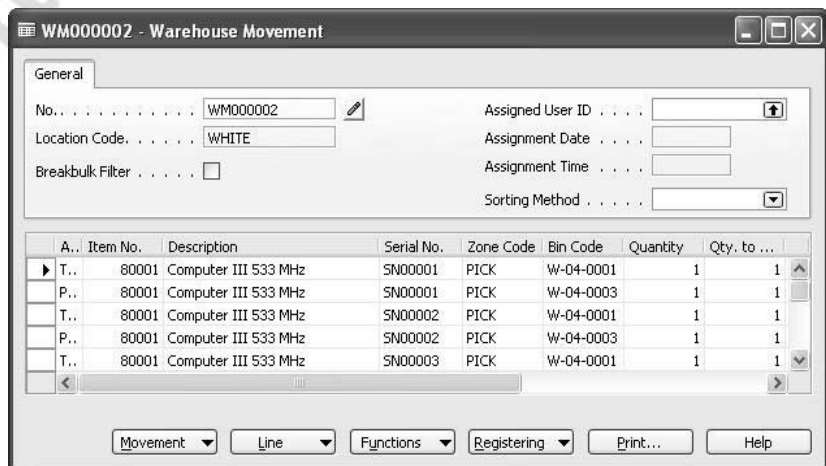 WM000002 - Warehouse Movement
General
No.. . . . . . . . . . . . WM000002
Assigned User ID . . . .
Location Code. . . . . . WHITE
Assignment Date . . . .
Breakbulk Filter . . . . .
Assignment Time . . . .
Sorting Method . . . . .
A.. Item No. Description Serial No. Zone Code Bin Code Quantity Qty. to ...
T.. 80001 Computer III 533 MHz SN00001 PICK W-04-0001 1 1
P.. 80001 Computer III 533 MHz SN00001 PICK W-04-0003 1 1
T.. 80001 Computer III 533 MHz SN00002 PICK W-04-0001 1 1
P.. 80001 Computer III 533 MHz SN00002 PICK W-04-0003 1 1
T.. 80001 Computer III 533 MHz SN00003 PICK W-04-0001 1 1
Movement Line Functions Registering Print... Help